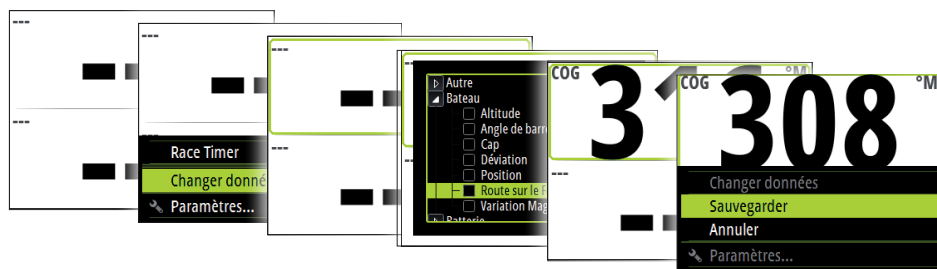 ---
---
---
---
Race Timer
Changer donné
Paramètres...
---
---
Autre
Bateau
Altitude
Angle de barr
Cap
Déviation
Position
Route sur le F
Variation Mag
Batterie
COG °M
---
COG °M
308
Changer données
Sauvegarder
Annuler
Paramètres...